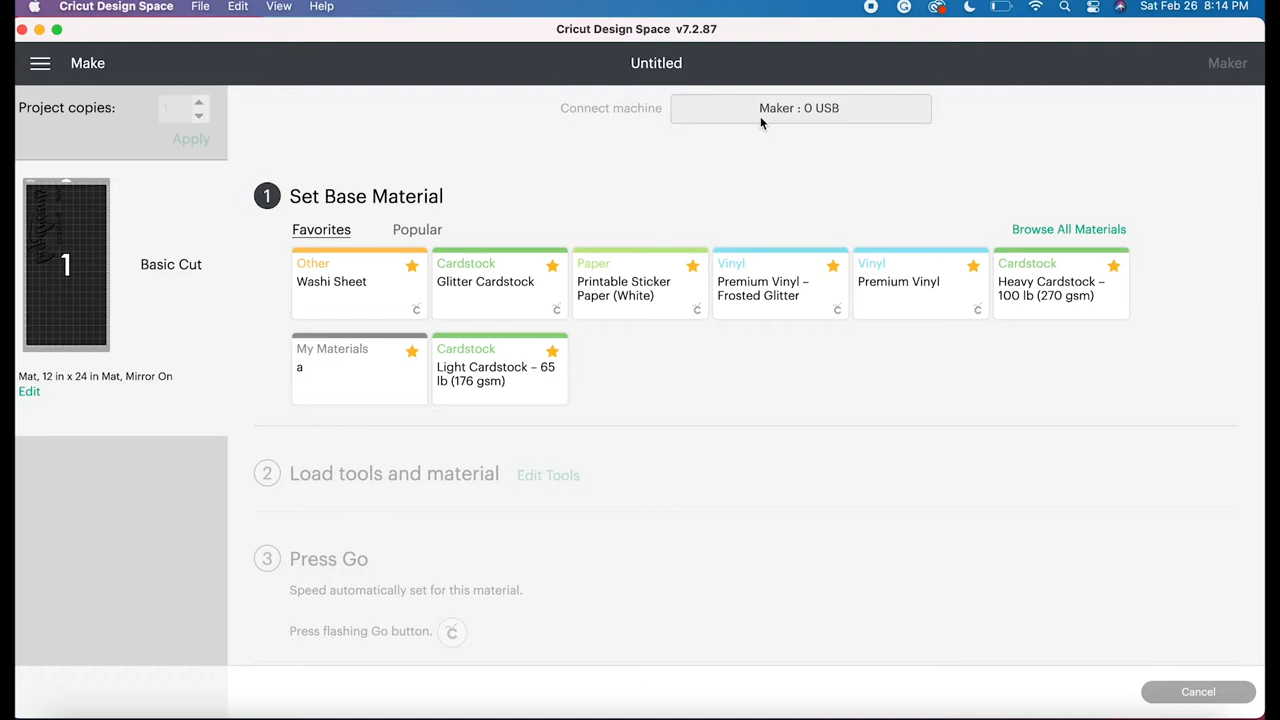 Cricut Design Space File Edit View Help Sat Feb 26 8:14 PM
Cricut Design Space v7.2.87
Make Untitled Maker
Project copies: 1
Apply
Connect machine Maker : 0 USB
1 Set Base Material
Favorites Popular Browse All Materials
Other
Washi Sheet
Cardstock
Glitter Cardstock
Paper
Printable Sticker
Paper (White)
Vinyl
Premium Vinyl –
Frosted Glitter
Vinyl
Premium Vinyl
Cardstock
Heavy Cardstock –
100 lb (270 gsm)
My Materials
a
Cardstock
Light Cardstock – 65
lb (176 gsm)
1
Basic Cut
Mat, 12 in x 24 in Mat, Mirror On
Edit
2 Load tools and material Edit Tools
3 Press Go
Speed automatically set for this material.
Press flashing Go button.
Cancel